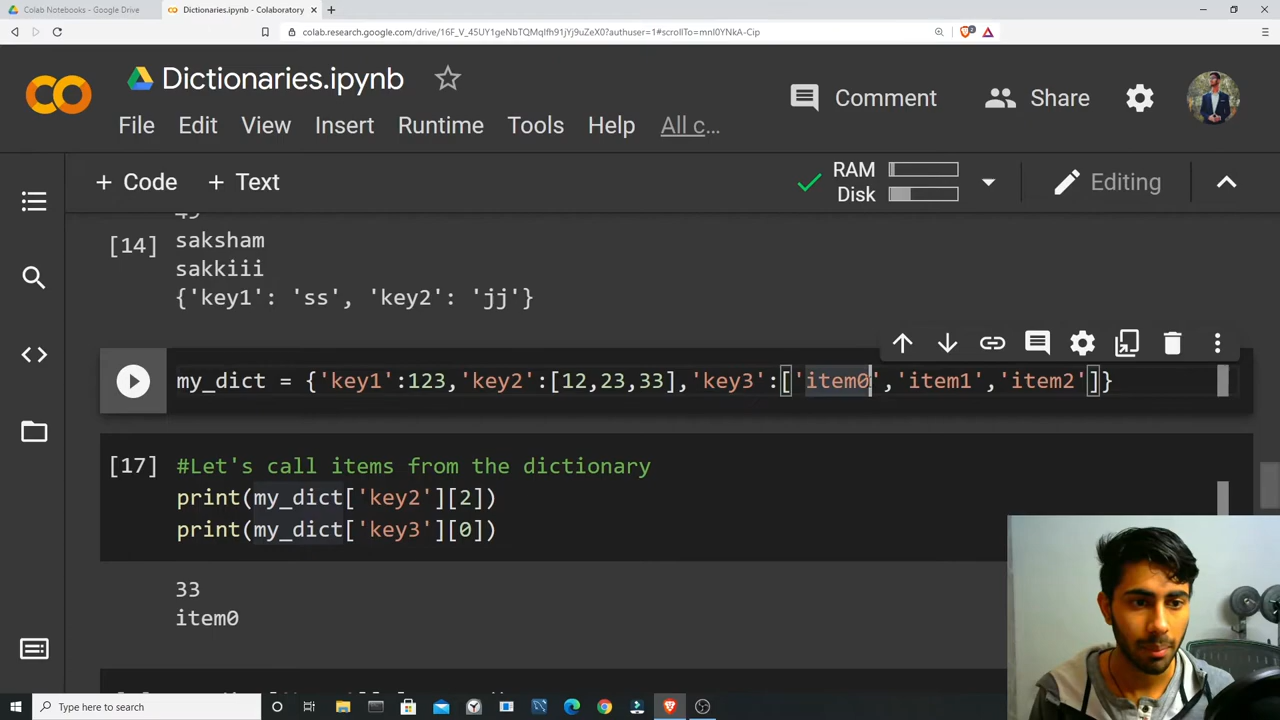 Colab Notebooks - Google Drive
Dictionaries.ipynb - Colaboratory
colab.research.google.com/drive/16F_V_45UY1geNbTQMqIfh91jYj9uZeX0?authuser=1#scrollTo=mnI0YNkA-Cip
Dictionaries.ipynb
Comment
Share
File Edit View Insert Runtime Tools Help All c...
+ Code + Text
RAM
Disk
Editing
[14]
saksham
sakkiii
{'key1': 'ss', 'key2': 'jj'}
my_dict = {'key1':123,'key2':[12,23,33],'key3':['item0','item1','item2']}
[17] #Let's call items from the dictionary
print(my_dict['key2'][2])
print(my_dict['key3'][0])
33
item0
Type here to search